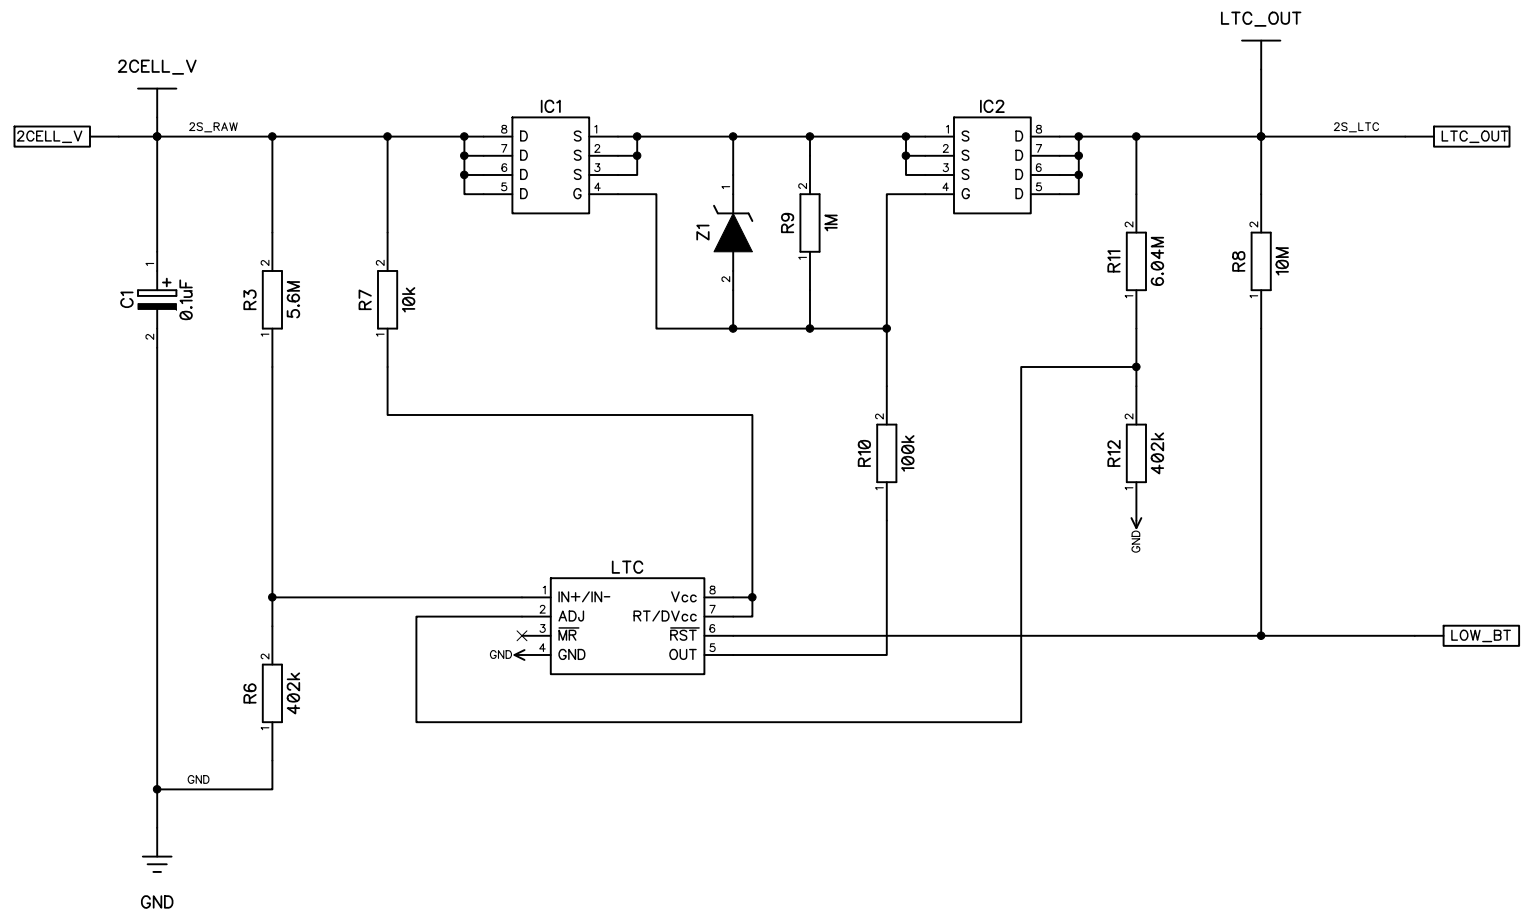 LTC_OUT
2CELL_V
IC1
IC2
2CELL_V
2S_RAW
2S_LTC
LTC_OUT
8 D S 1
7 D S 2
6 D S 3
5 D G 4
1 S D 8
2 S D 7
3 S D 6
4 G D 5
1
2
Z1
2
R9
1M
1
2
R11
6.04M
1
2
R8
10M
1
1
C1
+
0.1uF
2
2
R3
5.6M
1
2
R7
10k
1
2
R10
100k
1
2
R12
402k
1
GND
LTC
1 IN+/IN- Vcc 8
2 ADJ RT/DVcc 7
3 MR RST 6
GND 4 GND OUT 5
LOW_BT
2
R6
402k
1
GND
GND